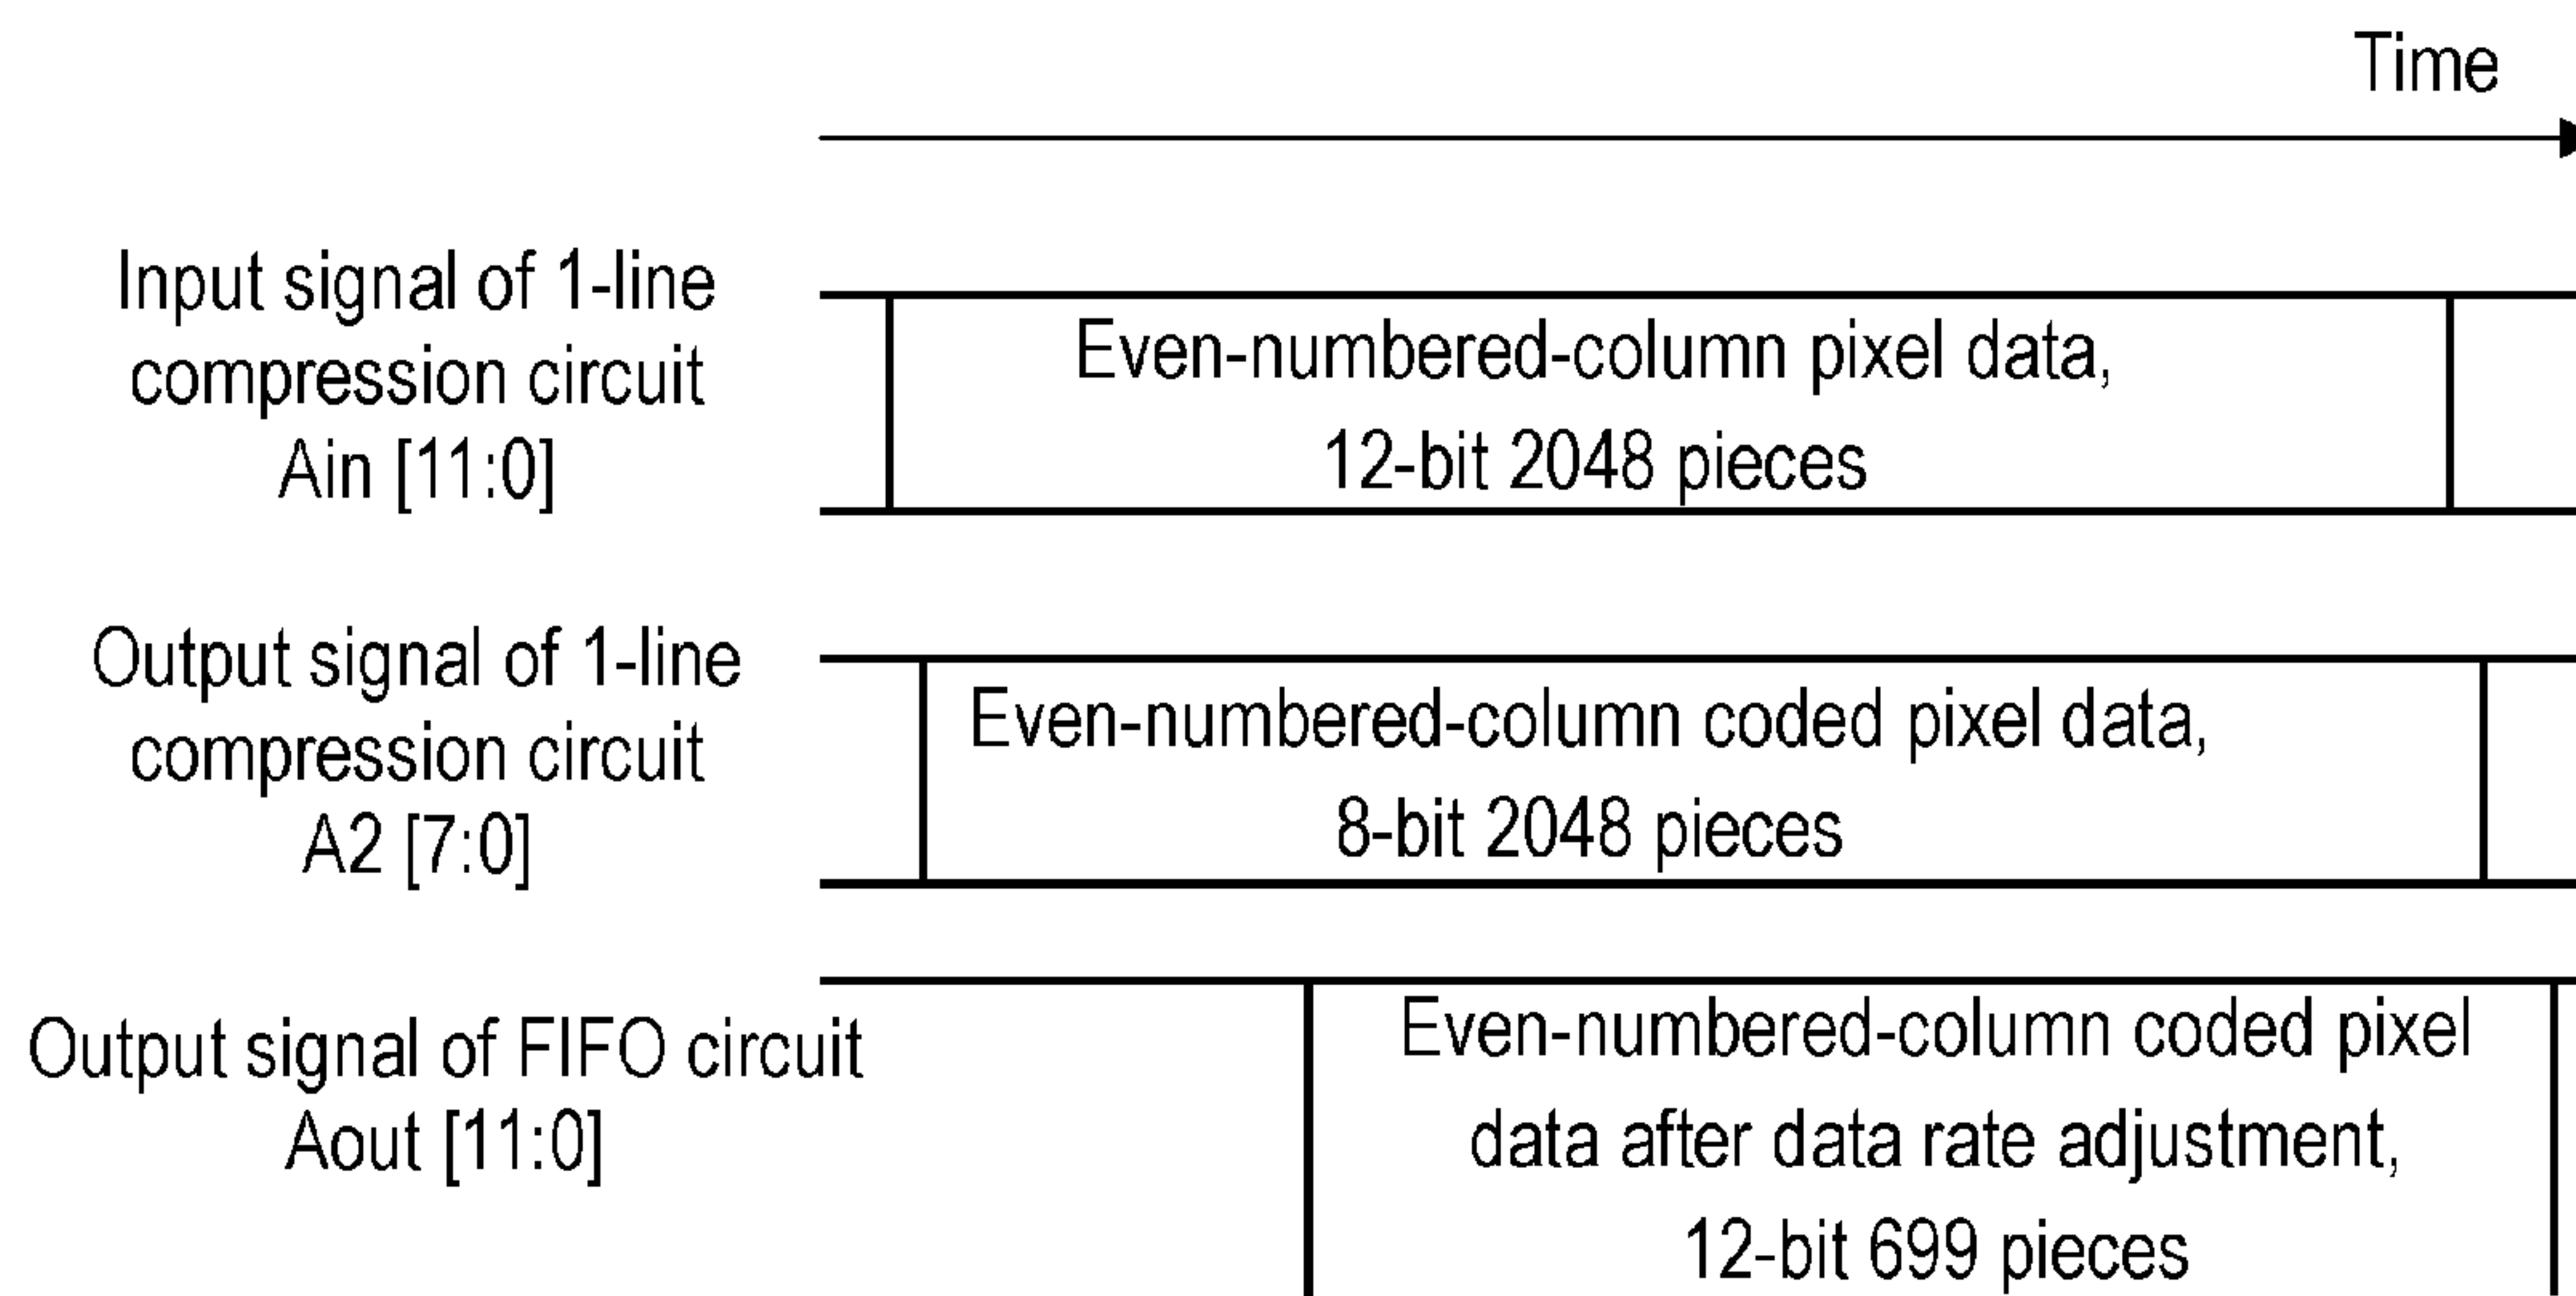 Time
Input signal of 1-line
compression circuit
Ain [11:0]
Even-numbered-column pixel data,
12-bit 2048 pieces
Output signal of 1-line
compression circuit
A2 [7:0]
Even-numbered-column coded pixel data,
8-bit 2048 pieces
Output signal of FIFO circuit
Aout [11:0]
Even-numbered-column coded pixel
data after data rate adjustment,
12-bit 699 pieces